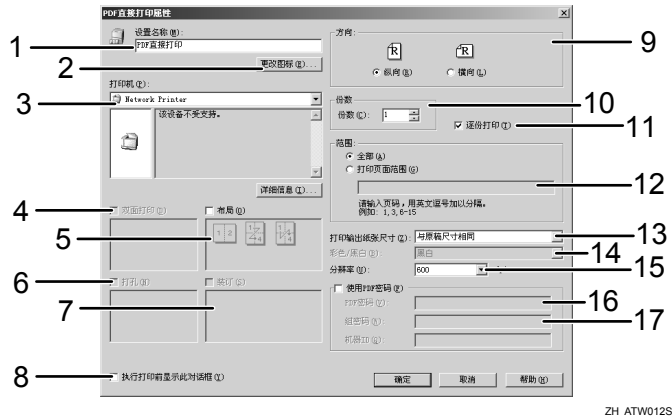 PDF直接打印属性
设置名称(M):
PDF直接打印
更改图标(E)...
打印机(P):
Network Printer
该设备不受支持。
详细信息(I)...
双面打印(D)
布局(O)
1 2
打孔(H)
装订(S)
执行打印前显示此对话框(Y)
方向:
R R
纵向(R) 横向(L)
份数
份数(C): 1
逐份打印(T)
范围:
全部(A)
打印页面范围(G)
请输入页码，用英文逗号加以分隔。
例如: 1,3,6-15
打印输出纸张尺寸(Z): 与原稿尺寸相同
彩色/黑白(B): 黑白
分辨率(U): 600
使用PDF密码(F)
PDF密码(V):
组密码(N):
机器ID(Q):
确定 取消 帮助(H)
1
2
3
4
5
6
7
8
9
10
11
12
13
14
15
16
17
ZH_ATW012S